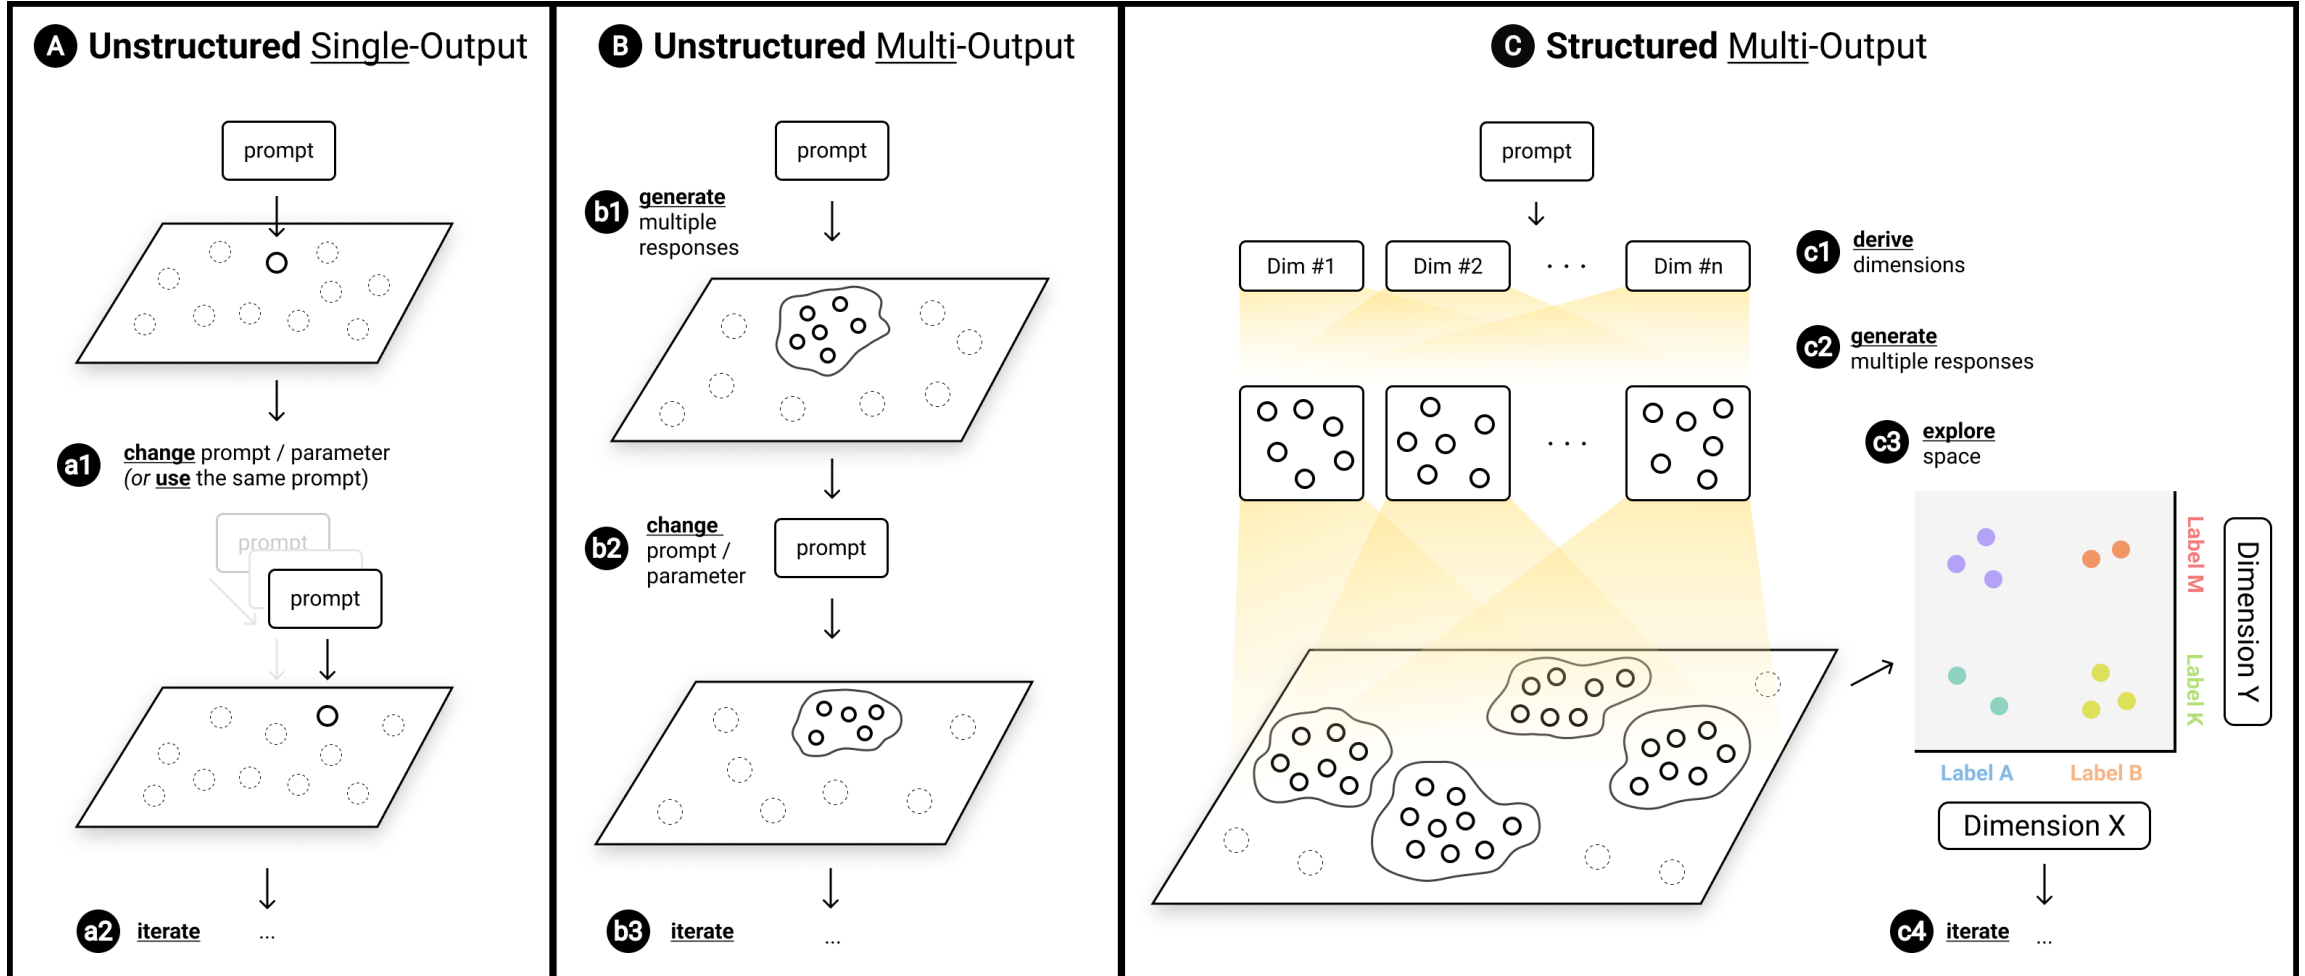 A Unstructured Single-Output
prompt
a1 change prompt / parameter
(or use the same prompt)
prompt
prompt
a2 iterate ...
B Unstructured Multi-Output
prompt
b1 generate
multiple
responses
b2 change
prompt /
parameter
prompt
b3 iterate ...
C Structured Multi-Output
prompt
Dim #1 Dim #2 ... Dim #n
c1 derive
dimensions
c2 generate
multiple responses
...
c3 explore
space
Label M
Label K
Dimension Y
Label A Label B
Dimension X
c4 iterate ...